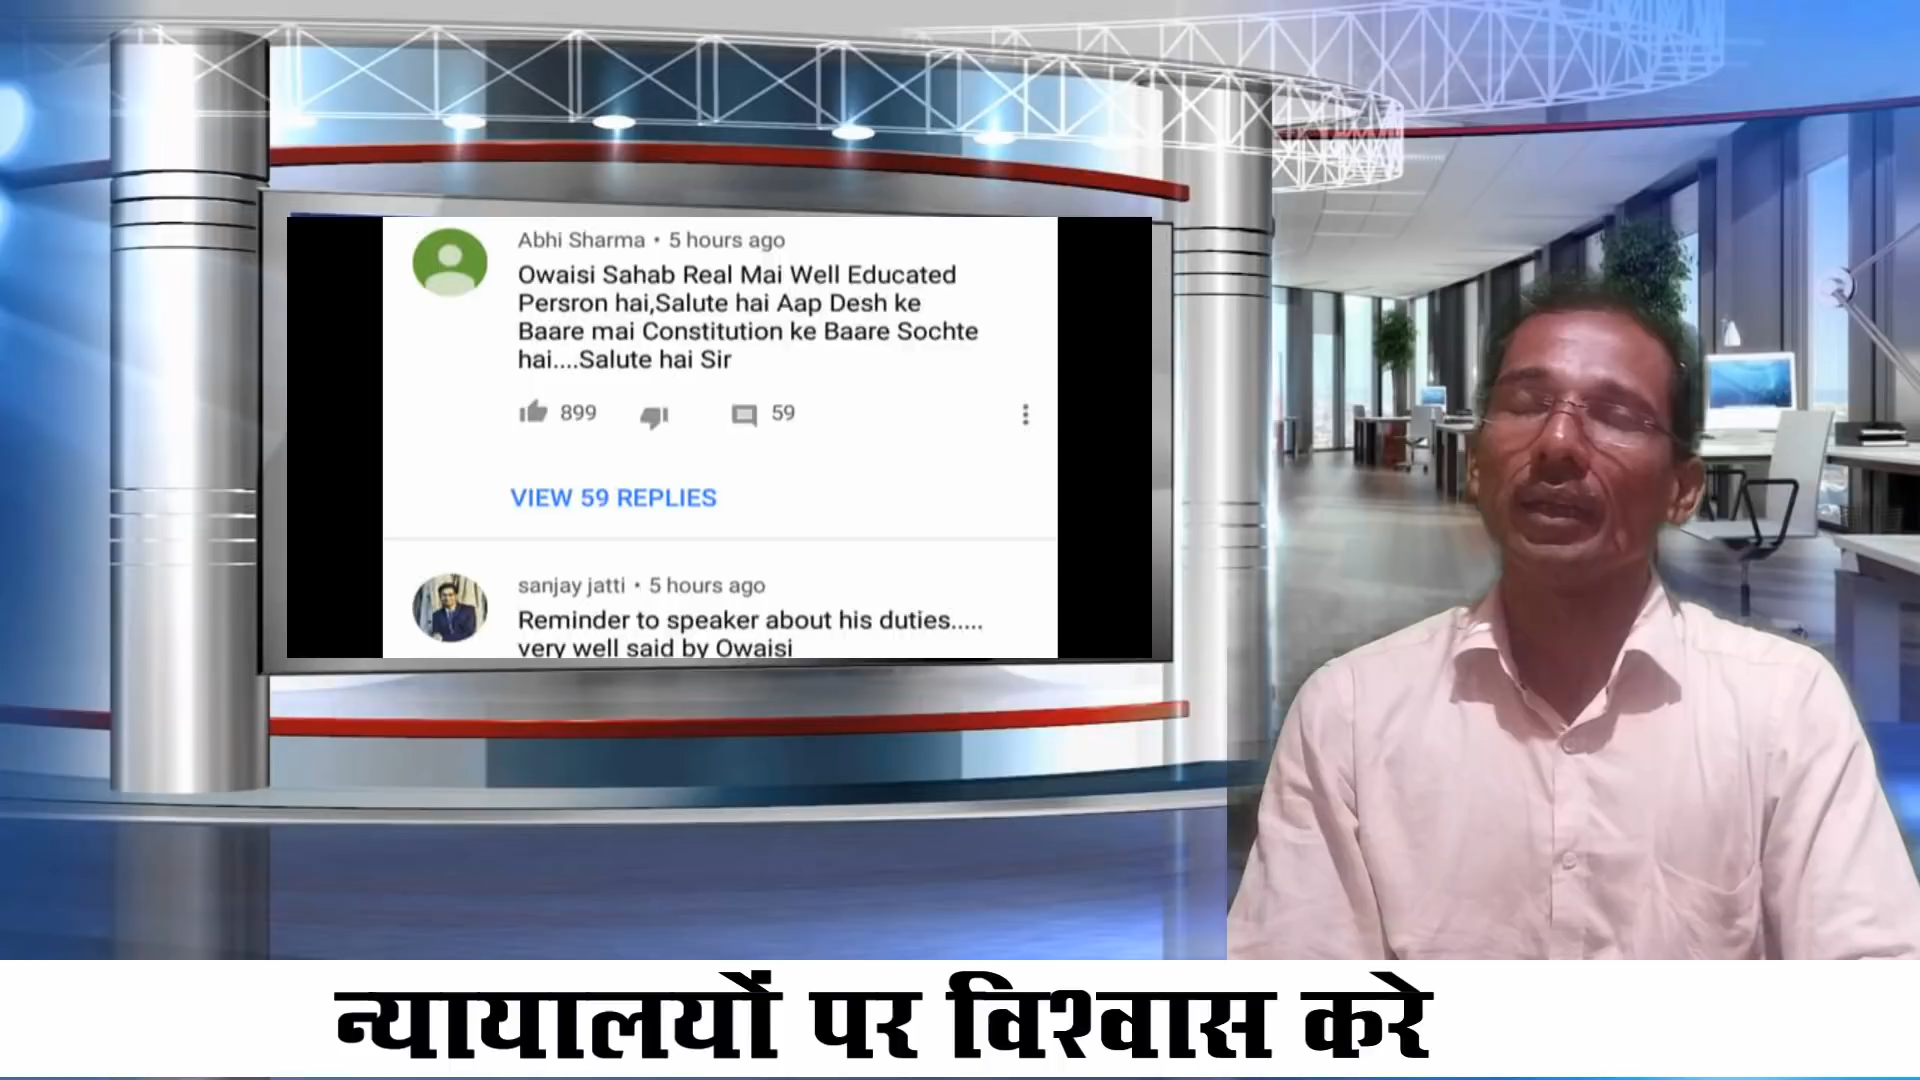 Abhi Sharma • 5 hours ago
Owaisi Sahab Real Mai Well Educated
Persron hai,Salute hai Aap Desh ke
Baare mai Constitution ke Baare Sochte
hai....Salute hai Sir
899 59
VIEW 59 REPLIES
sanjay jatti • 5 hours ago
Reminder to speaker about his duties.....
very well said by Owaisi
न्यायालयों पर विश्वास करे